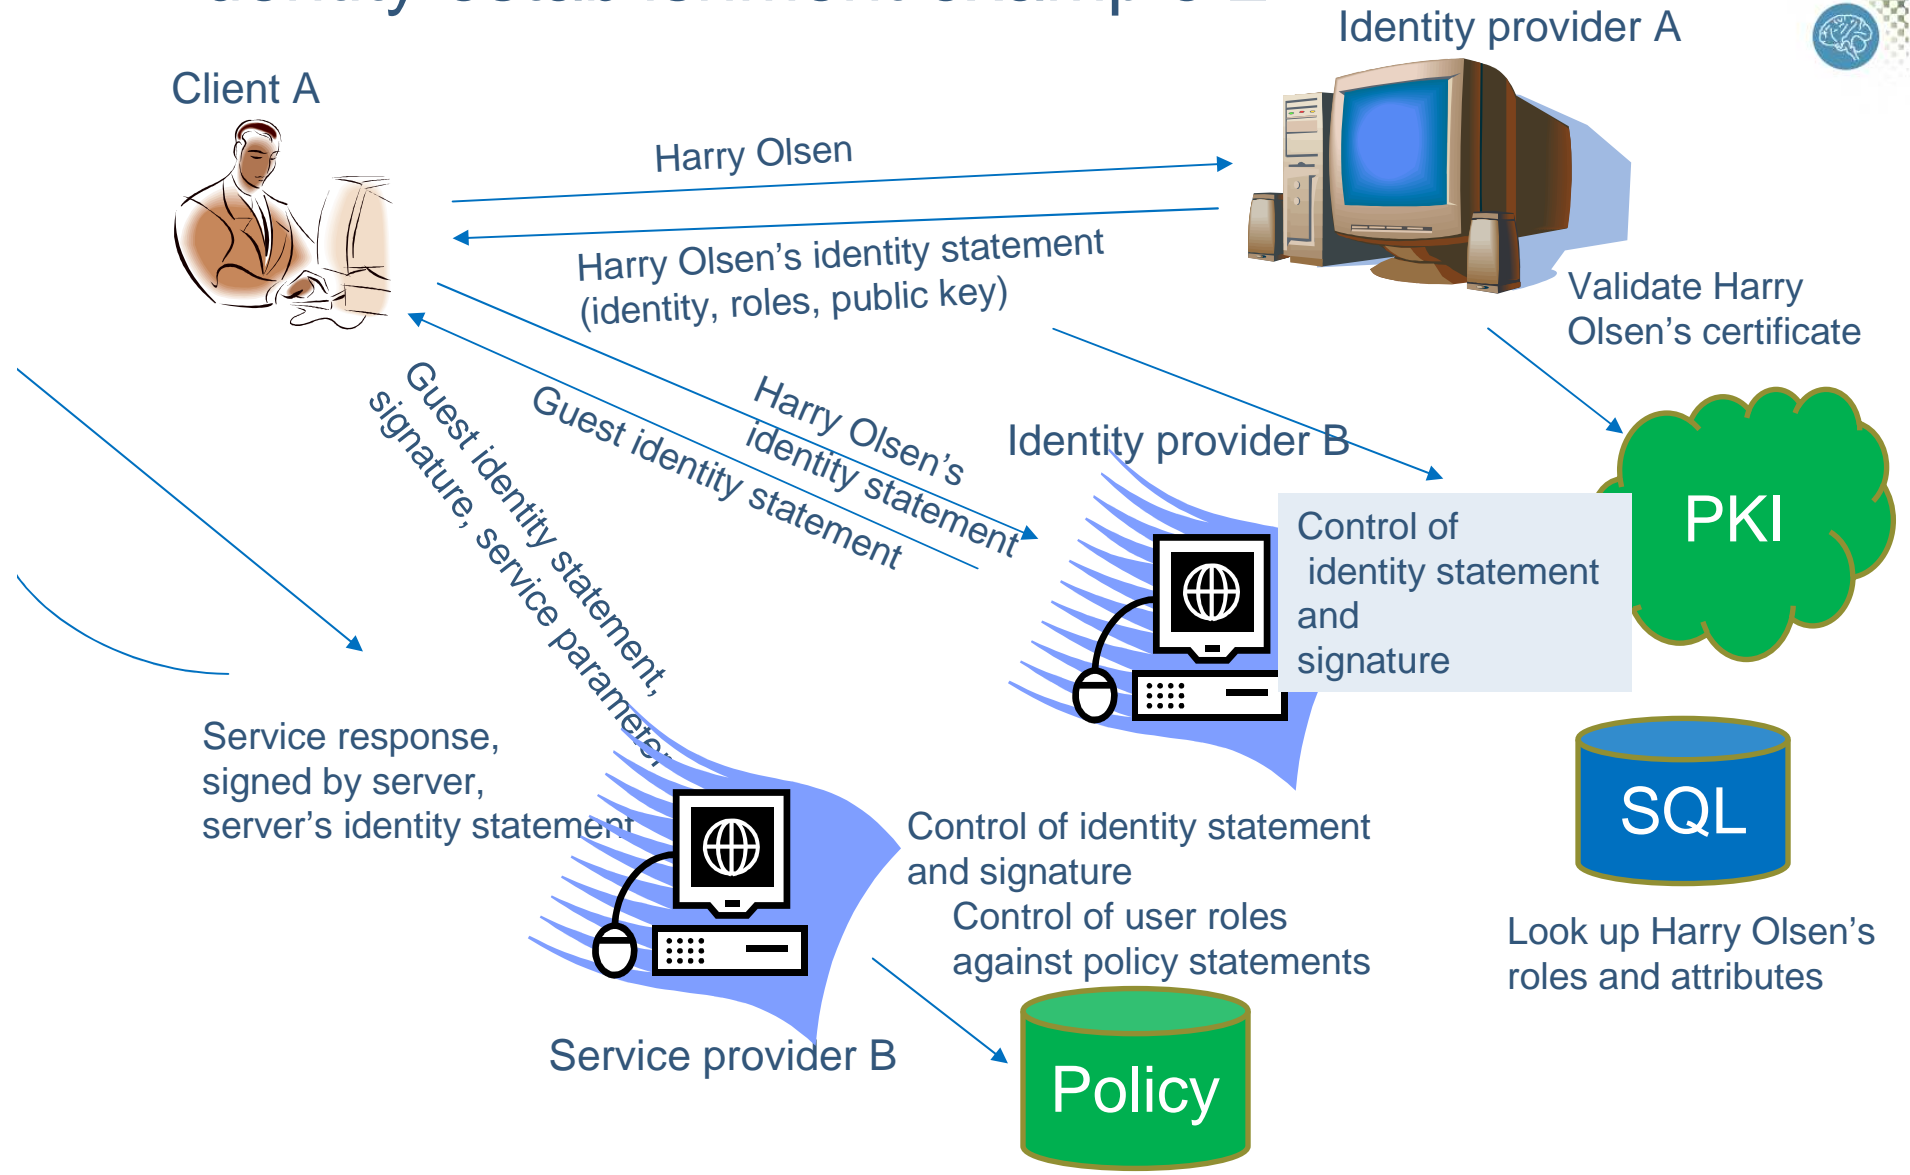 Identity provider A
Client A
Harry Olsen
Harry Olsen’s identity statement
(identity, roles, public key)
Validate Harry
Olsen’s certificate
Harry Olsen’s
identity statement
Guest identity statement
Guest identity statement,
signature, service parameter
Identity provider B
PKI
Control of
identity statement
and
signature
Service response,
signed by server,
server’s identity statement
SQL
Control of identity statement
and signature
Control of user roles
against policy statements
Look up Harry Olsen’s
roles and attributes
Service provider B
Policy